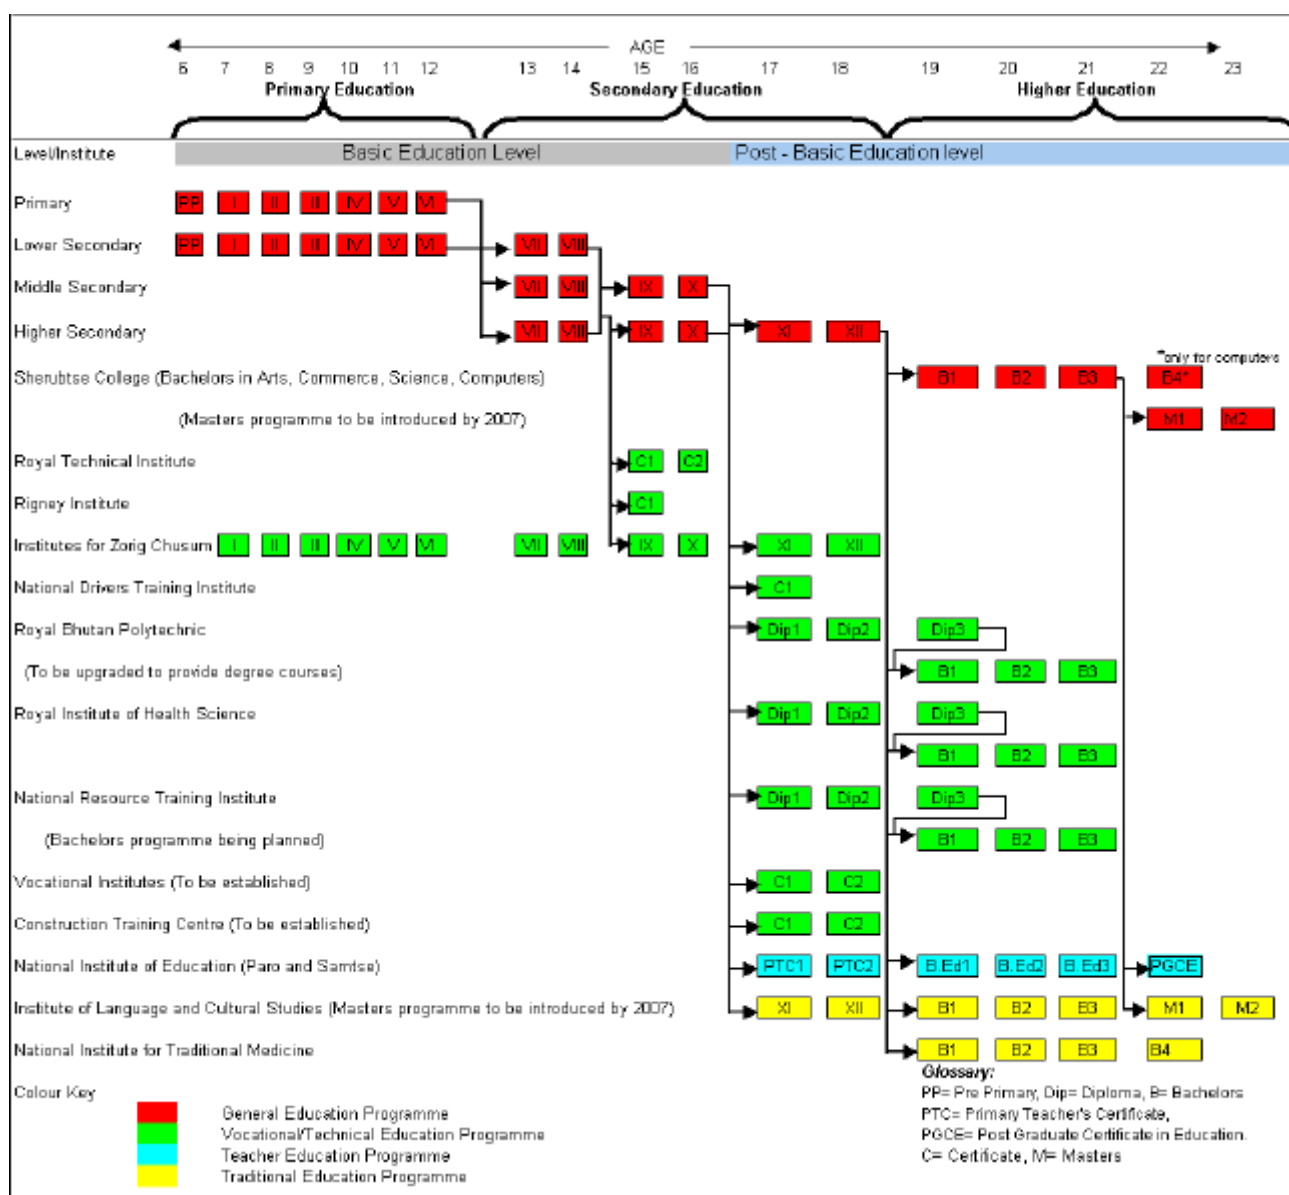 AGE
6 7 8 9 10 11 12 13 14 15 16 17 18 19 20 21 22 23
Primary Education Secondary Education Higher Education
Level/Institute Basic Education Level Post - Basic Education level
Primary PP I II III IV V VI
Lower Secondary PP I II III IV V VI VII VIII
Middle Secondary VII VIII IX X
Higher Secondary VII VIII IX X XI XII
*only for computers
Sherubtse College (Bachelors in Arts, Commerce, Science, Computers) B1 B2 B3 B4*
(Masters programme to be introduced by 2007) M1 M2
Royal Technical Institute C1 C2
Rigney Institute C1
Institutes for Zorig Chusum I II III IV V VI VII VIII IX X XI XII
National Drivers Training Institute C1
Royal Bhutan Polytechnic Dip1 Dip2 Dip3
(To be upgraded to provide degree courses) B1 B2 B3
Royal Institute of Health Science Dip1 Dip2 Dip3
B1 B2 B3
National Resource Training Institute Dip1 Dip2 Dip3
(Bachelors programme being planned) B1 B2 B3
Vocational Institutes (To be established) C1 C2
Construction Training Centre (To be established) C1 C2
National Institute of Education (Paro and Samtse) PTC1 PTC2 B.Ed1 B.Ed2 B.Ed3 PGCE
Institute of Language and Cultural Studies (Masters programme to be introduced by 2007) XI XII B1 B2 B3 M1 M2
National Institute for Traditional Medicine B1 B2 B3 B4
Colour Key
General Education Programme
Vocational/Technical Education Programme
Teacher Education Programme
Traditional Education Programme
Glossary:
PP= Pre Primary, Dip= Diploma, B= Bachelors
PTC= Primary Teacher's Certificate,
PGCE= Post Graduate Certificate in Education.
C= Certificate, M= Masters